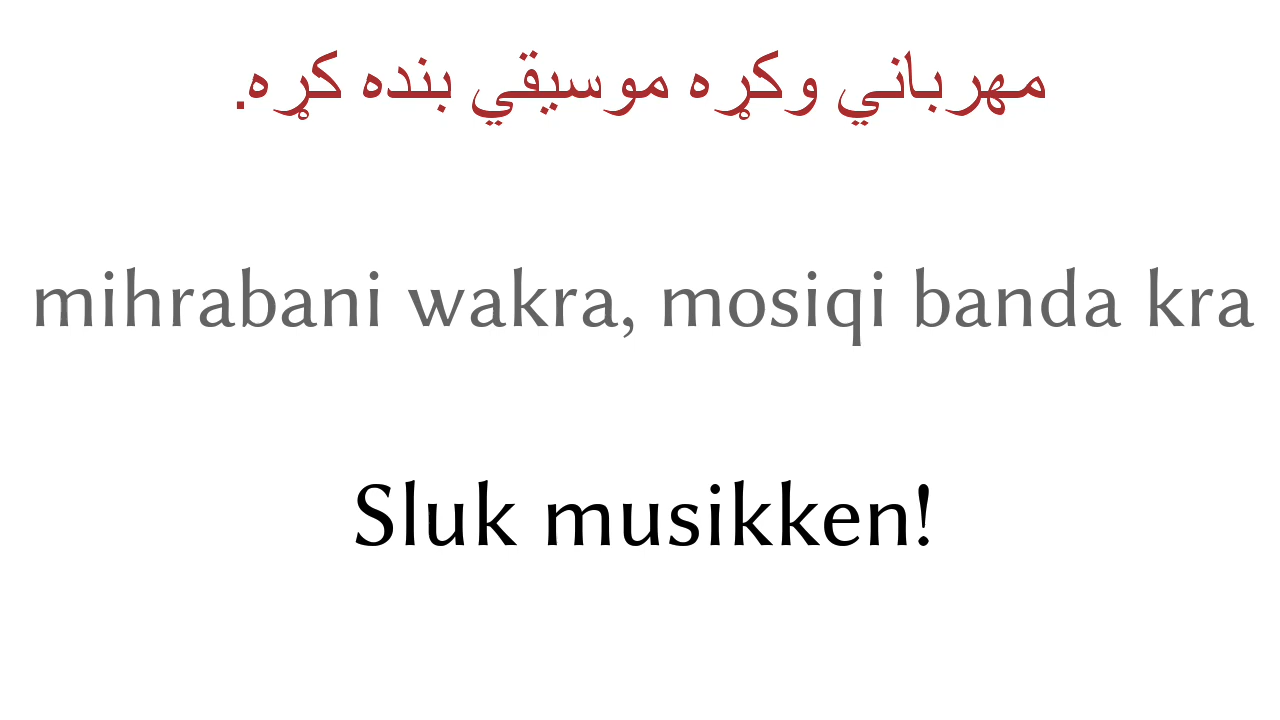 مهرباني وکړه موسيقي بنده کړه.
mihrabani wakra, mosiqi banda kra
Sluk musikken!